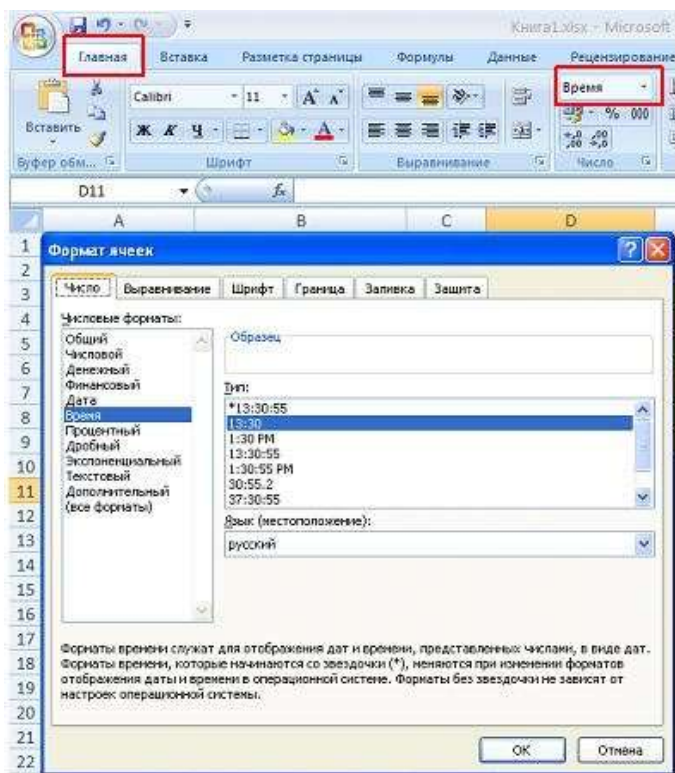 Книга1.xlsx - Microsoft
Главная Вставка Разметка страницы Формулы Данные Рецензирование
Calibri 11 A A Время
Вставить Ж К Ч A % 000
Буфер обм... Шрифт Выравнивание Число
D11 fx
A B C D
1
2
3
4
5
6
7
8
9
10
11
12
13
14
15
16
17
18
19
20
21
22
Формат ячеек
Число Выравнивание Шрифт Граница Заливка Защита
Числовые форматы:
Общий
Числовой
Денежный
Финансовый
Дата
Время
Процентный
Дробный
Экспоненциальный
Текстовый
Дополнительный
(все форматы)
Образец
Тип:
*13:30:55
13:30
1:30 PM
13:30:55
1:30:55 PM
30:55.2
37:30:55
Язык (местоположение):
русский
Форматы времени служат для отображения дат и времени, представленных числами, в виде дат.
Форматы времени, которые начинаются со звездочки (*), меняются при изменении форматов
отображения даты и времени в операционной системе. Форматы без звездочки не зависят от
настроек операционной системы.
ОК Отмена